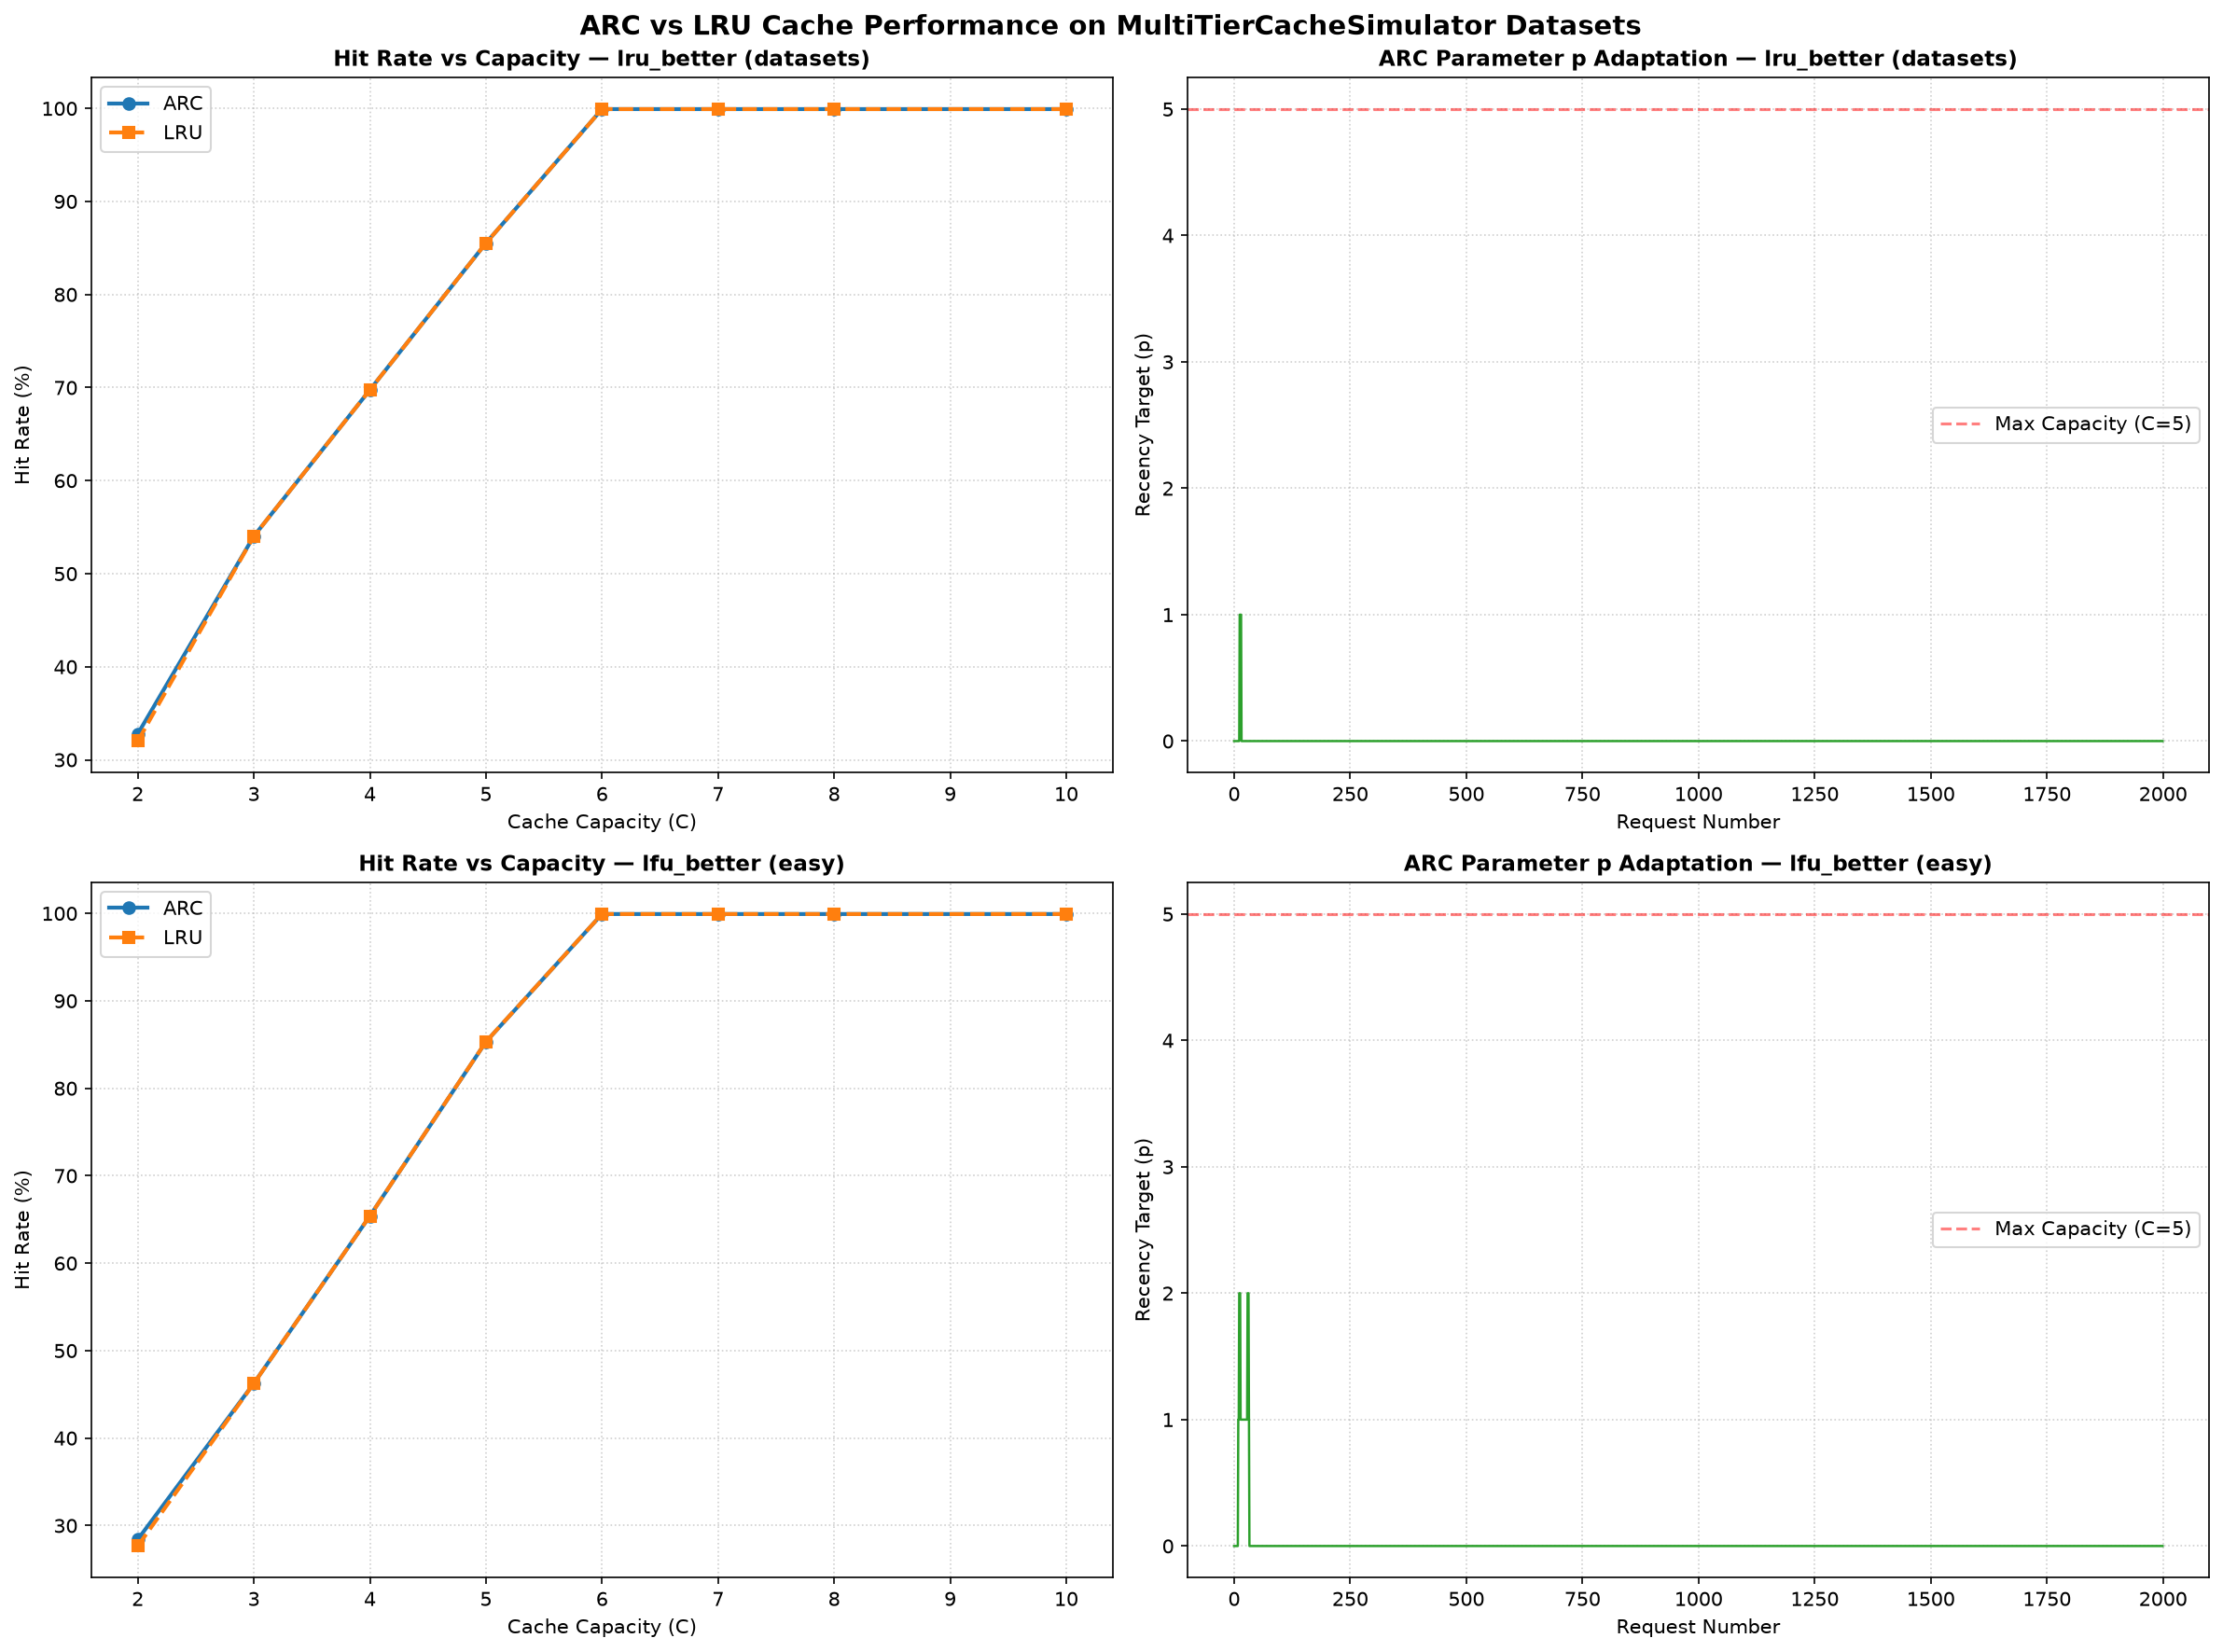 ARC vs LRU Cache Performance on MultiTierCacheSimulator Datasets
Hit Rate vs Capacity — lru_better (datasets)
ARC
LRU
100
90
80
70
60
50
40
30
Hit Rate (%)
2 3 4 5 6 7 8 9 10
Cache Capacity (C)
ARC Parameter p Adaptation — lru_better (datasets)
5
4
3
2
1
0
Recency Target (p)
Max Capacity (C=5)
0 250 500 750 1000 1250 1500 1750 2000
Request Number
Hit Rate vs Capacity — lfu_better (easy)
ARC
LRU
100
90
80
70
60
50
40
30
Hit Rate (%)
2 3 4 5 6 7 8 9 10
Cache Capacity (C)
ARC Parameter p Adaptation — lfu_better (easy)
5
4
3
2
1
0
Recency Target (p)
Max Capacity (C=5)
0 250 500 750 1000 1250 1500 1750 2000
Request Number